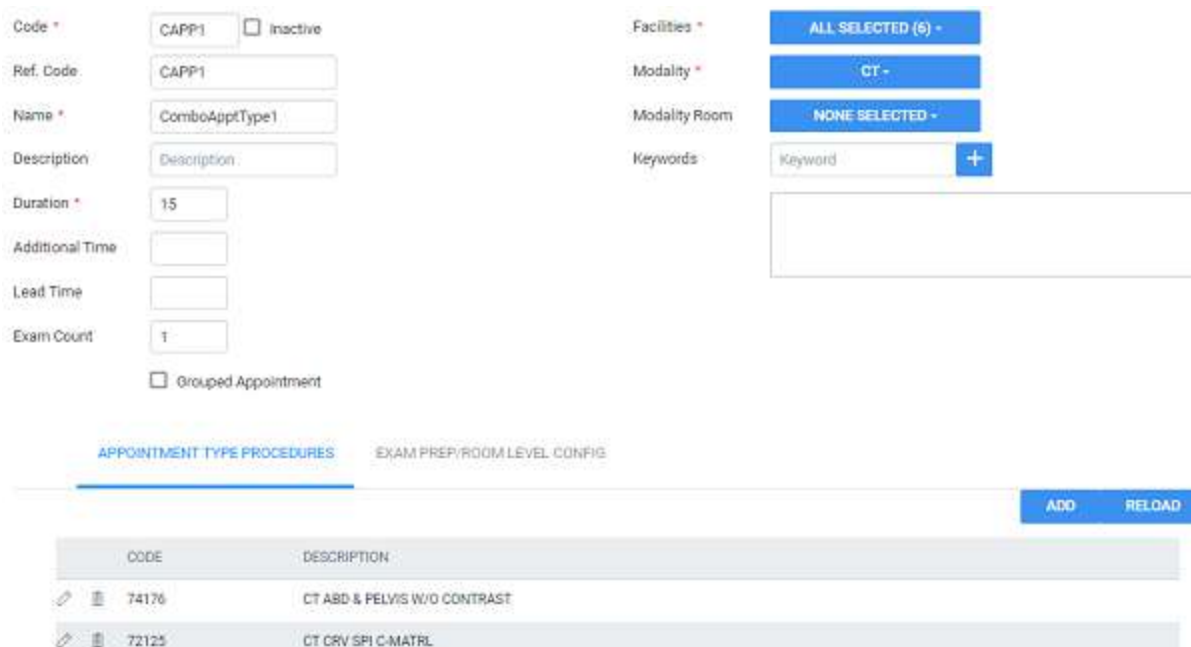 Code *
CAPP1
Inactive
Facilities *
ALL SELECTED (6)
Ref. Code
CAPP1
Modality *
CT
Name *
ComboApptType1
Modality Room
NONE SELECTED
Description
Description
Keywords
Keyword
+
Duration *
15
Additional Time
Lead Time
Exam Count
1
Grouped Appointment
APPOINTMENT TYPE PROCEDURES
EXAM PREP/ROOM LEVEL CONFIG
ADD
RELOAD
CODE
DESCRIPTION
74176
CT ABD & PELVIS W/O CONTRAST
72125
CT CRV SPI C-MATRL